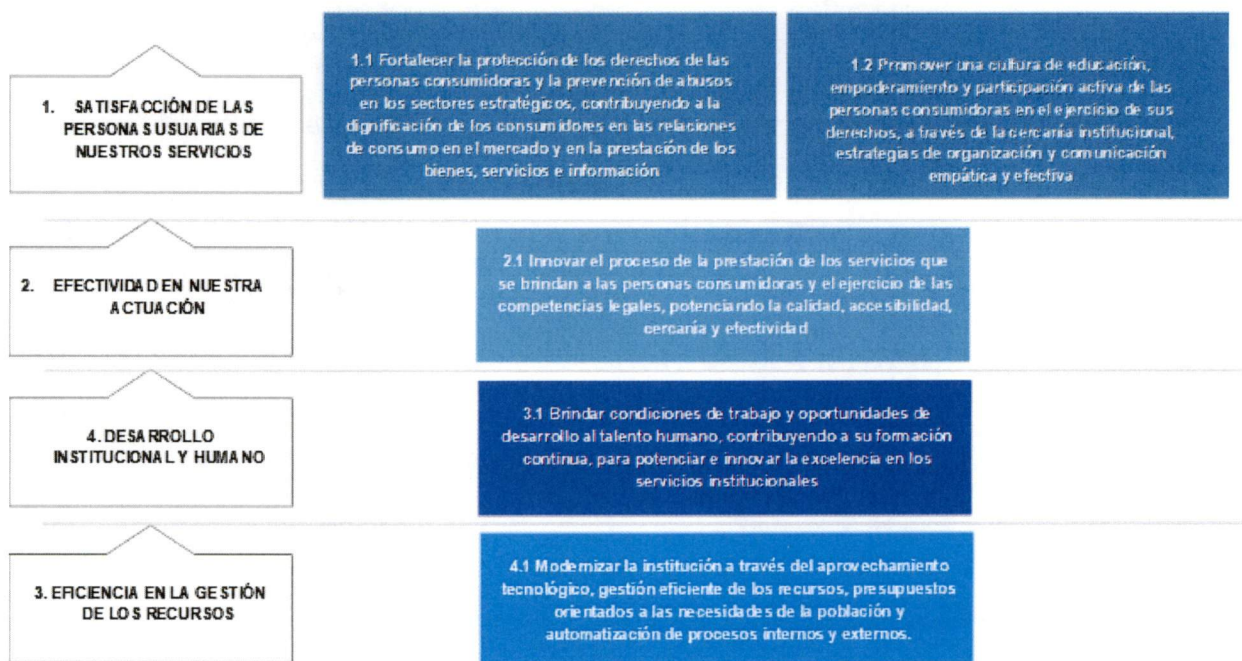 1. SATISFACCIÓN DE LAS
PERSONAS USUARIAS DE
NUESTROS SERVICIOS
1.1 Fortalecer la protección de los derechos de las
personas consumidoras y la prevención de abusos
en los sectores estratégicos, contribuyendo a la
dignificación de los consumidores en las relaciones
de consumo en el mercado y en la prestación de los
bienes, servicios e información
1.2 Promover una cultura de educación,
empoderamiento y participación activa de las
personas consumidoras en el ejercicio de sus
derechos, a través de la cercanía institucional,
estrategias de organización y comunicación
empática y efectiva
2. EFECTIVIDAD EN NUESTRA
ACTUACIÓN
2.1 Innovar el proceso de la prestación de los servicios que
se brindan a las personas consumidoras y el ejercicio de las
competencias legales, potenciando la calidad, accesibilidad,
cercanía y efectividad
4. DESARROLLO
INSTITUCIONAL Y HUMANO
3.1 Brindar condiciones de trabajo y oportunidades de
desarrollo al talento humano, contribuyendo a su formación
continua, para potenciar e innovar la excelencia en los
servicios institucionales
3. EFICIENCIA EN LA GESTIÓN
DE LOS RECURSOS
4.1 Modernizar la institución a través del aprovechamiento
tecnológico, gestión eficiente de los recursos, presupuestos
orientados a las necesidades de la población y
automatización de procesos internos y externos.